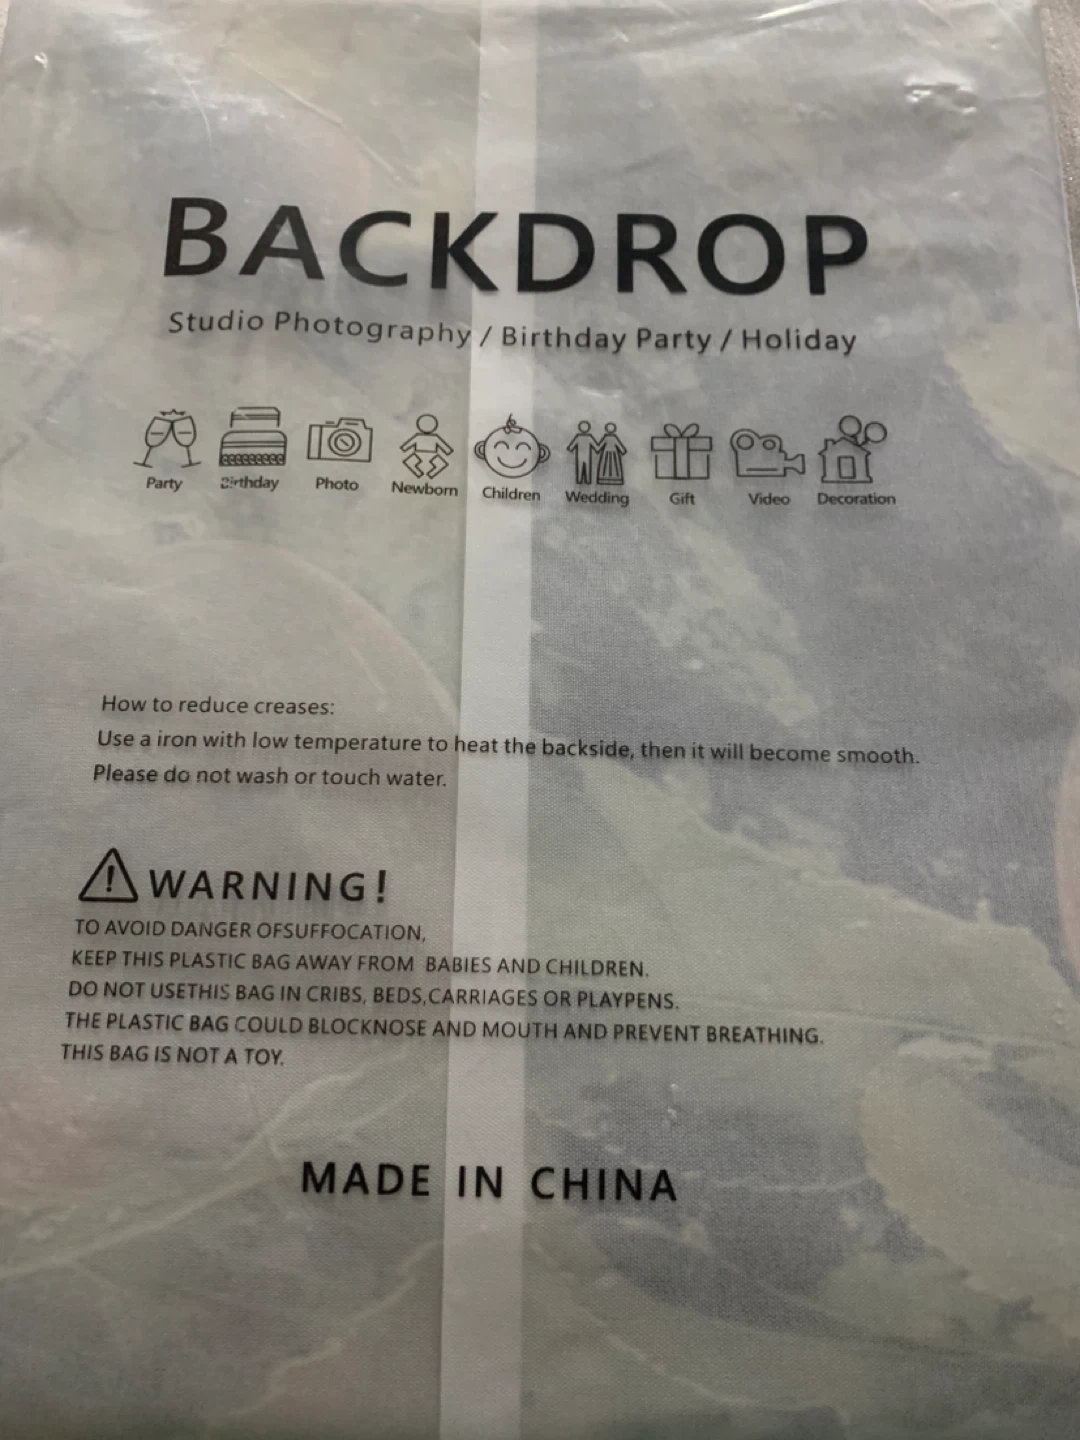 BACKDROP
Studio Photography / Birthday Party / Holiday
Party Birthday Photo Newborn Children Wedding Gift Video Decoration
How to reduce creases:
Use a iron with low temperature to heat the backside, then it will become smooth.
Please do not wash or touch water.
WARNING!
TO AVOID DANGER OFSUFFOCATION,
KEEP THIS PLASTIC BAG AWAY FROM BABIES AND CHILDREN.
DO NOT USETHIS BAG IN CRIBS, BEDS,CARRIAGES OR PLAYPENS.
THE PLASTIC BAG COULD BLOCKNOSE AND MOUTH AND PREVENT BREATHING.
THIS BAG IS NOT A TOY.
MADE IN CHINA